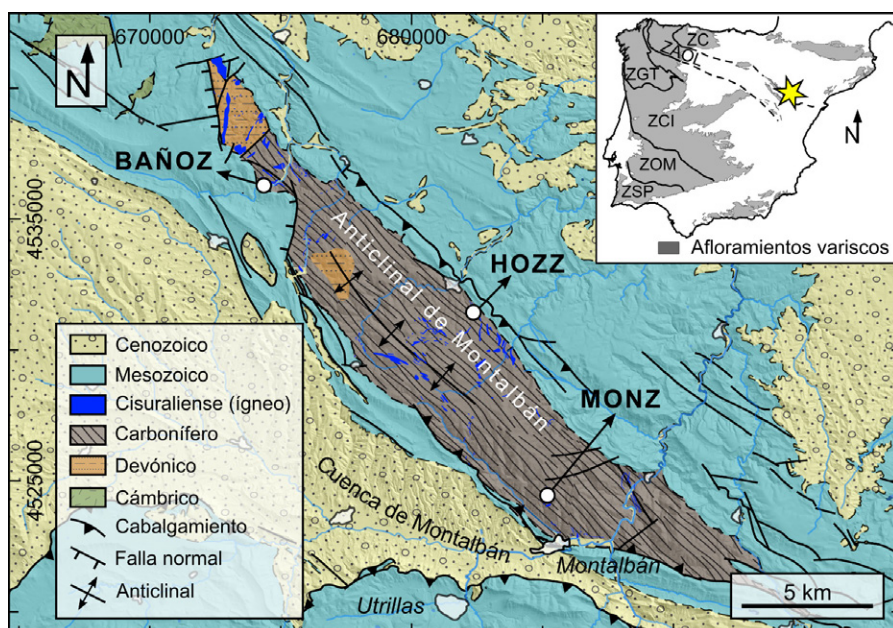 670000
680000
4535000
4525000
N
BAÑOZ
HOZZ
MONZ
Anticlinal de Montalbán
Cuenca de Montalbán
Montalbán
Utrillas
5 km
ZC
ZAOL
ZGT
ZCI
ZOM
ZSP
N
Afloramientos variscos
Cenozoico
Mesozoico
Cisuraliense (ígneo)
Carbonífero
Devónico
Cámbrico
Cabalgamiento
Falla normal
Anticlinal